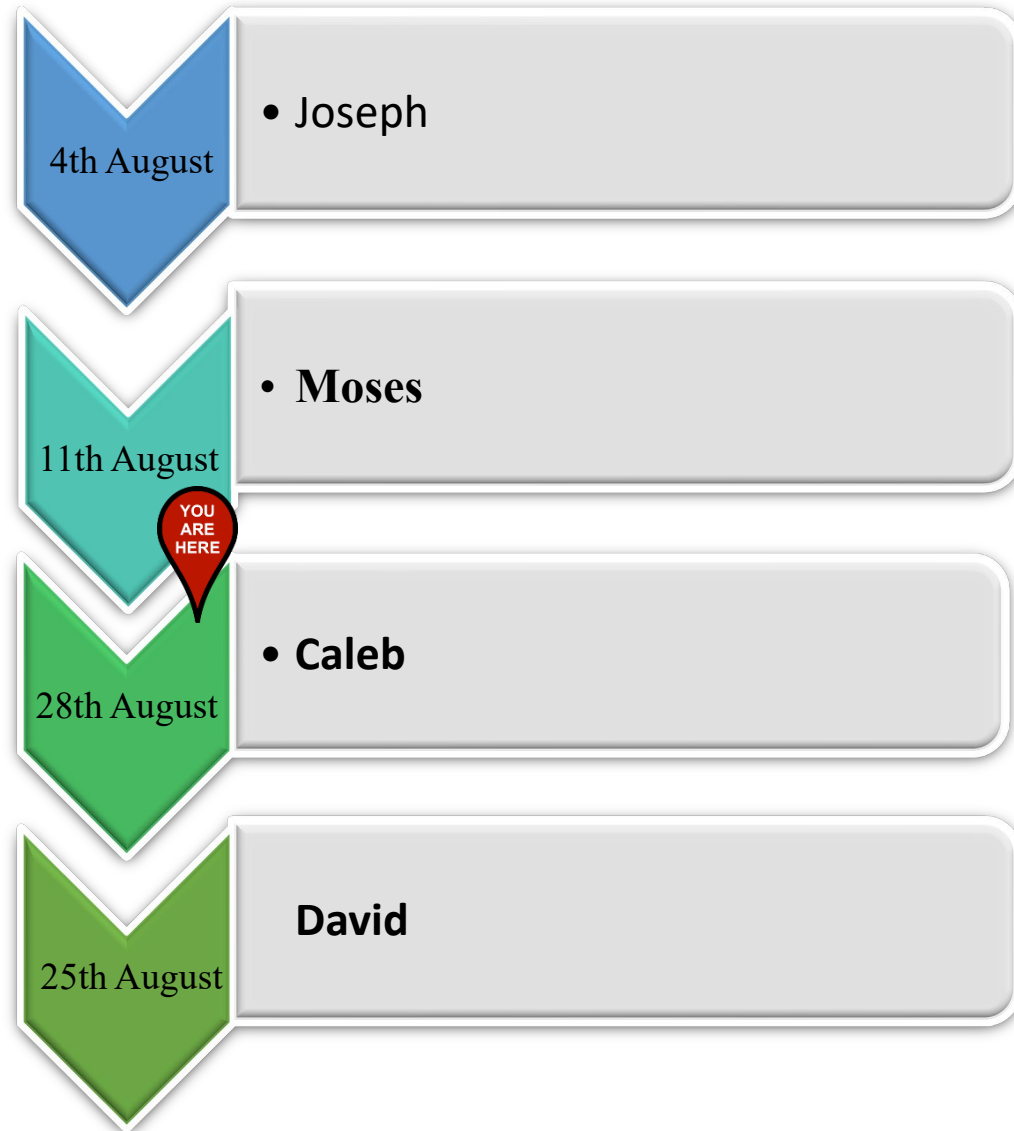 4th August
• Joseph
11th August
• Moses
YOU
ARE
HERE
28th August
• Caleb
25th August
David